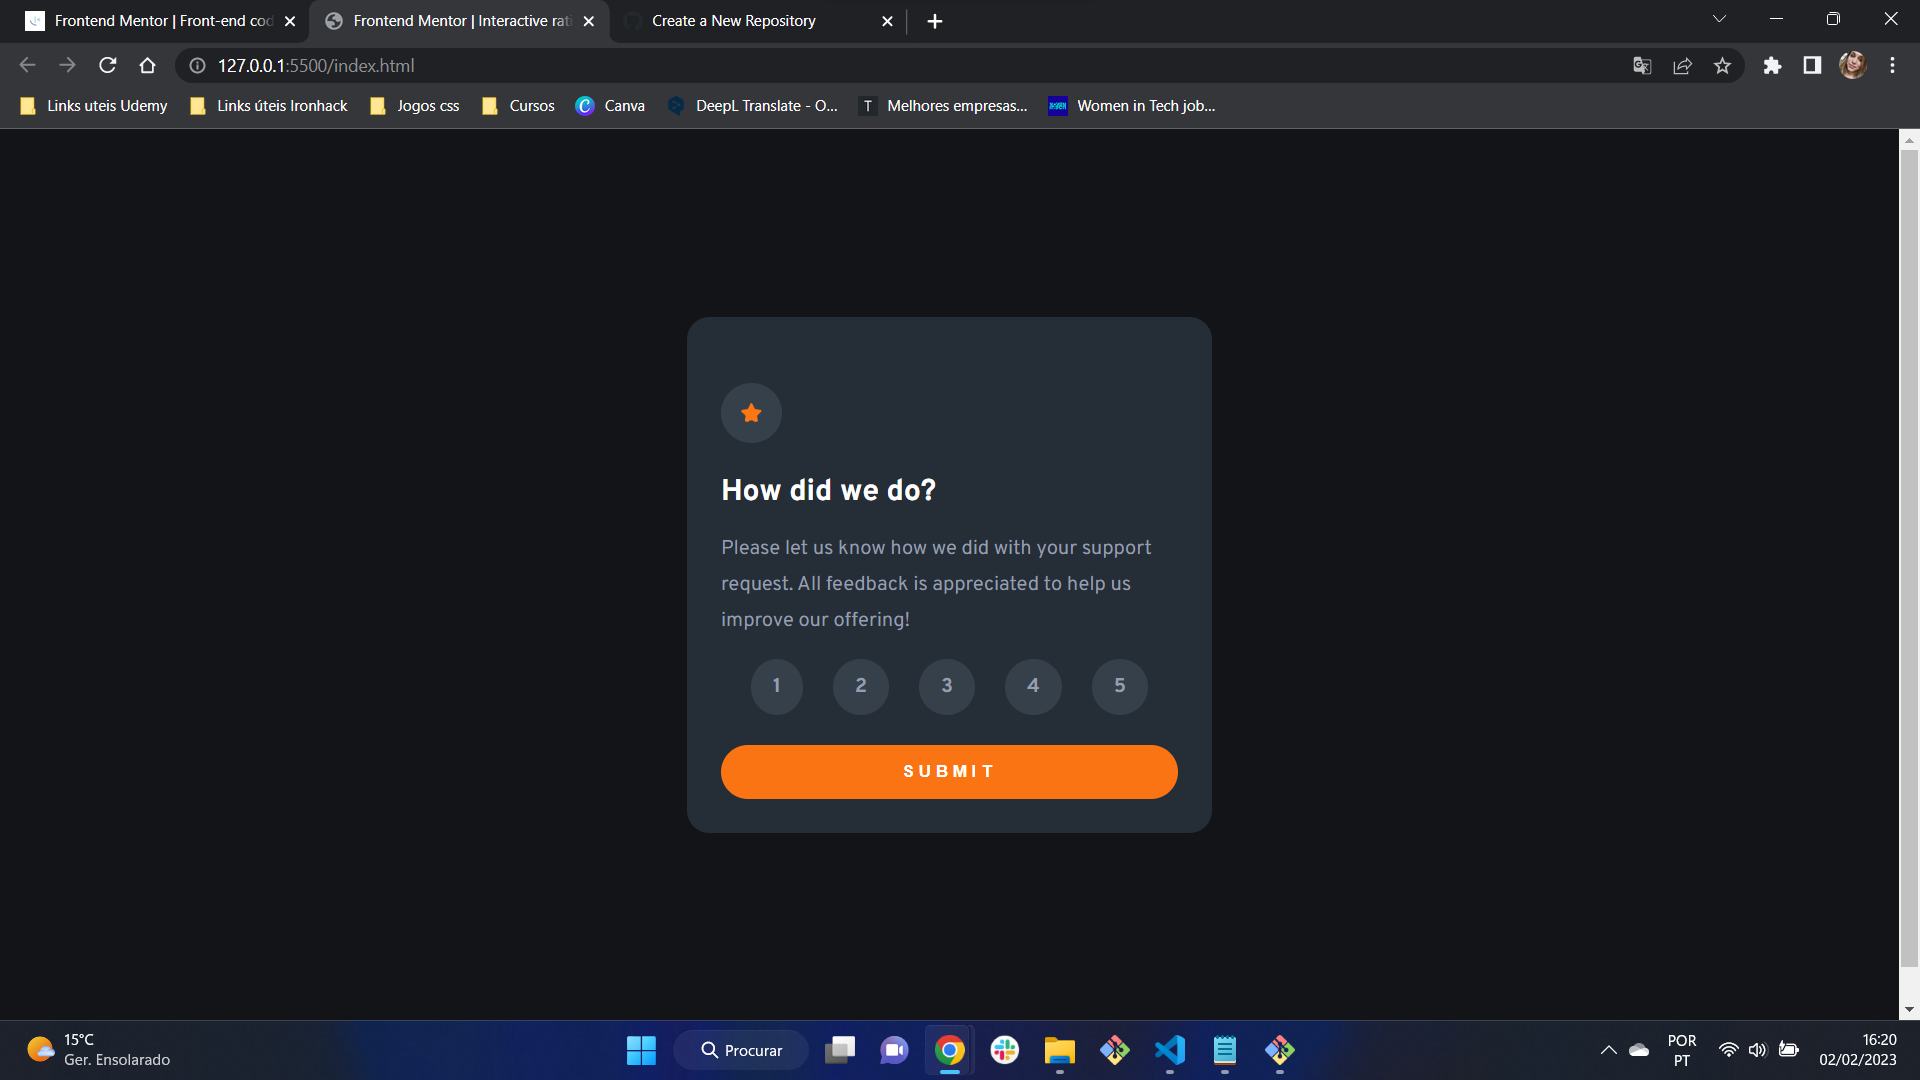 Frontend Mentor | Front-end cod
Frontend Mentor | Interactive rati
Create a New Repository
127.0.0.1:5500/index.html
Links uteis Udemy
Links úteis Ironhack
Jogos css
Cursos
Canva
DeepL Translate - O...
T
Melhores empresas...
Women in Tech job...
How did we do?
Please let us know how we did with your support
request. All feedback is appreciated to help us
improve our offering!
1 2 3 4 5
SUBMIT
15°C
Ger. Ensolarado
Procurar
POR
PT
16:20
02/02/2023